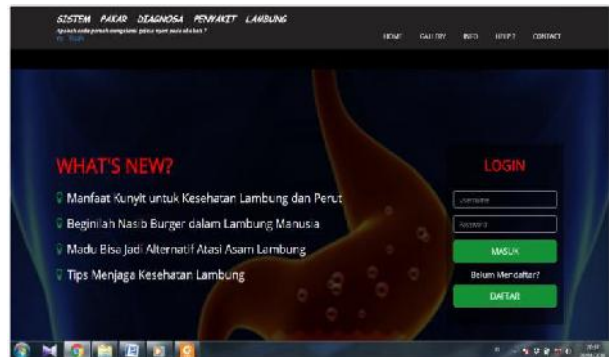 SISTEM PAKAR DIAGNOSA PENYAKIT LAMBUNG
HOME GALLERY INFO HELP? CONTACT
WHAT'S NEW?
Manfaat Kunyit untuk Kesehatan Lambung dan Perut
Beginilah Nasib Burger dalam Lambung Manusia
Madu Bisa Jadi Alternatif Atasi Asam Lambung
Tips Menjaga Kesehatan Lambung
LOGIN
Username
Password
MASUK
Belum Mendaftar?
DAFTAR